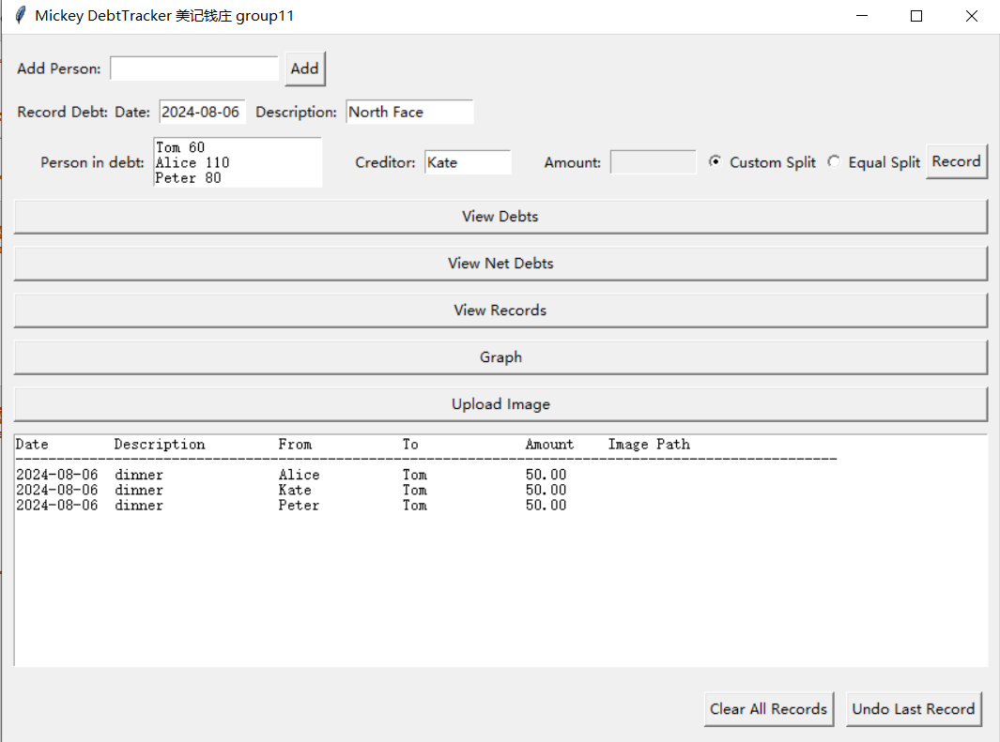 Mickey DebtTracker 美记钱庄 group11
Add Person: Add
Record Debt: Date: 2024-08-06 Description: North Face
Person in debt: Tom 60
Alice 110
Peter 80
Creditor: Kate Amount: Custom Split Equal Split Record
View Debts
View Net Debts
View Records
Graph
Upload Image
Date Description From To Amount Image Path
----------------------------------------------------------------------------------------------------
2024-08-06 dinner Alice Tom 50.00
2024-08-06 dinner Kate Tom 50.00
2024-08-06 dinner Peter Tom 50.00
Clear All Records Undo Last Record